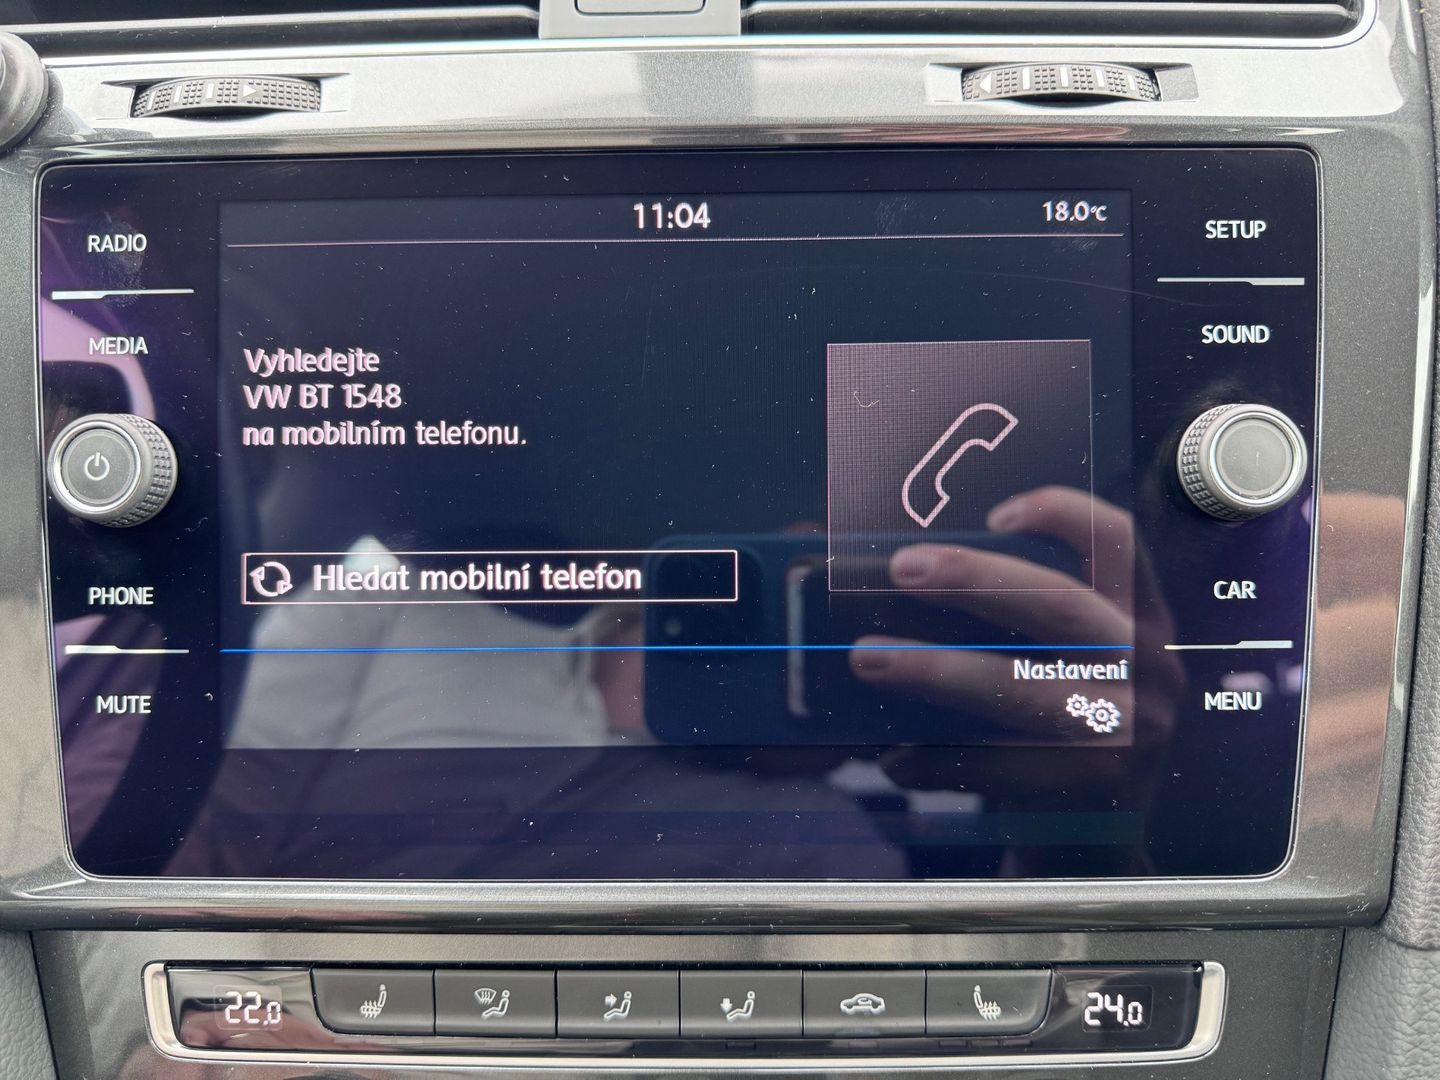 11:04
18.0°C
RADIO
SETUP
MEDIA
SOUND
Vyhledejte
VW BT 1548
na mobilním telefonu.
Hledat mobilní telefon
PHONE
CAR
Nastavení
MUTE
MENU
22.0
24.0